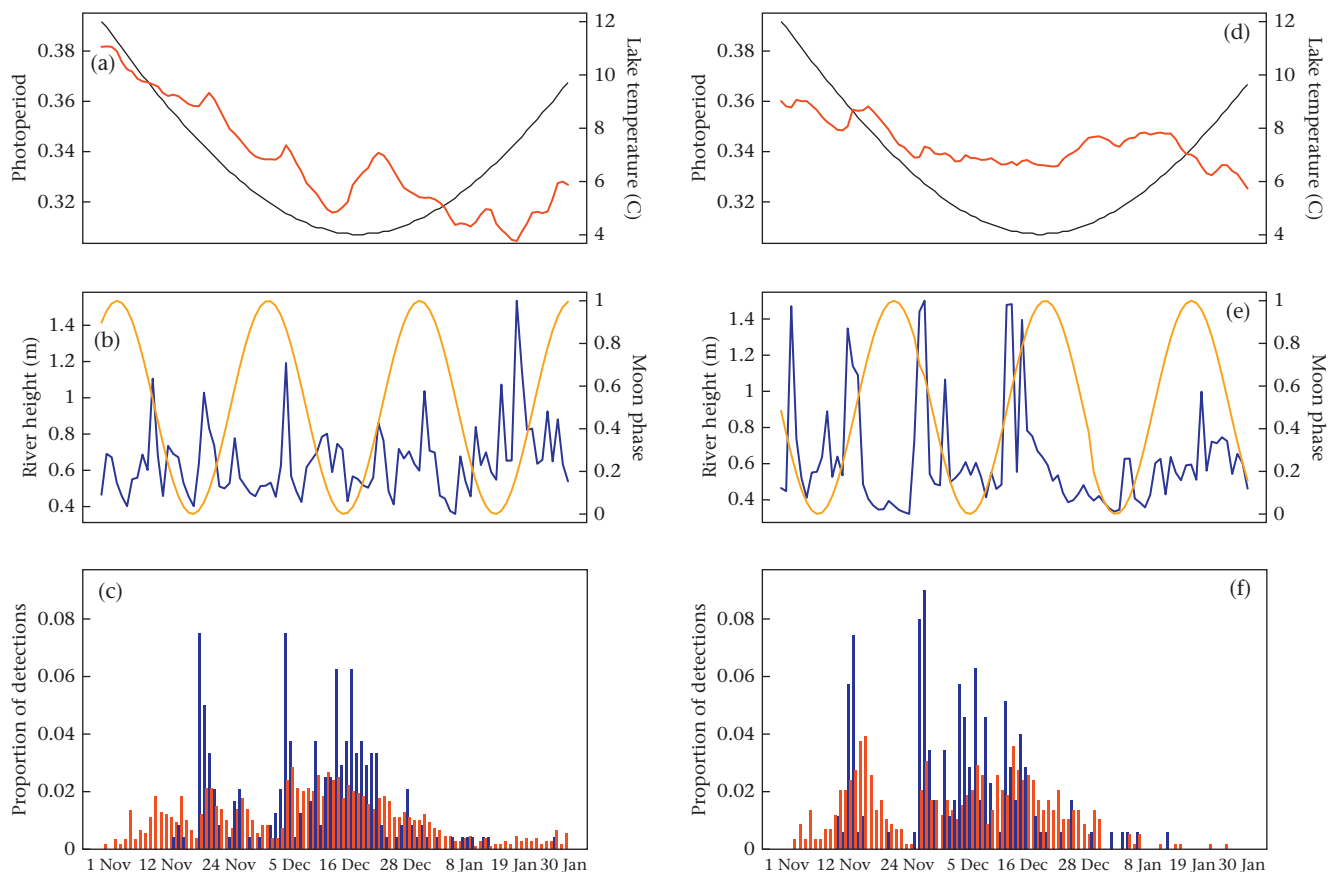 (a)
Photoperiod
0.38
0.36
0.34
0.32
12
10
8
6
4
Lake temperature (C)
(d)
Photoperiod
0.38
0.36
0.34
0.32
12
10
8
6
4
Lake temperature (C)
(b)
River height (m)
1.4
1.2
1
0.8
0.6
0.4
1
0.8
0.6
0.4
0.2
0
Moon phase
(e)
River height (m)
1.4
1.2
1
0.8
0.6
0.4
1
0.8
0.6
0.4
0.2
0
Moon phase
(c)
Proportion of detections
0.08
0.06
0.04
0.02
0
1 Nov 12 Nov 24 Nov 5 Dec 16 Dec 28 Dec 8 Jan 19 Jan 30 Jan
(f)
Proportion of detections
0.08
0.06
0.04
0.02
0
1 Nov 12 Nov 24 Nov 5 Dec 16 Dec 28 Dec 8 Jan 19 Jan 30 Jan